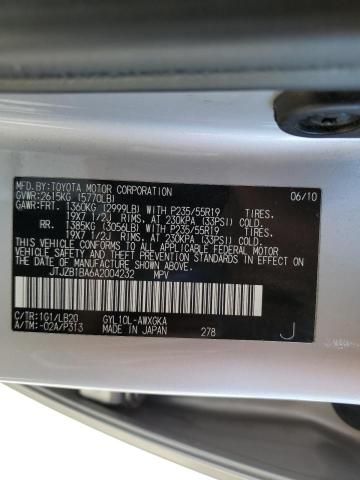 MFD.BY:TOYOTA MOTOR CORPORATION 06/10
GVWR:2615KG (5770LB)
GAWR:FRT. 1360KG (2999LB) WITH P235/55R19 TIRES.
19X7 1/2J RIMS, AT 230KPA (33PSI) COLD.
RR. 1385KG (3056LB) WITH P235/55R19 TIRES.
19X7 1/2J RIMS, AT 230KPA (33PSI) COLD.
THIS VEHICLE CONFORMS TO ALL APPLICABLE FEDERAL MOTOR
VEHICLE SAFETY, BUMPER, AND THEFT PREVENTION
STANDARDS IN EFFECT ON THE DATE OF
MANUFACTURE SHOWN ABOVE.
JTJZB1BA6A2004232 MPV
C/TR:1G1/LB20 GYL10L-AWXGKA
A/TM:-02A/P313 MADE IN JAPAN 278 J